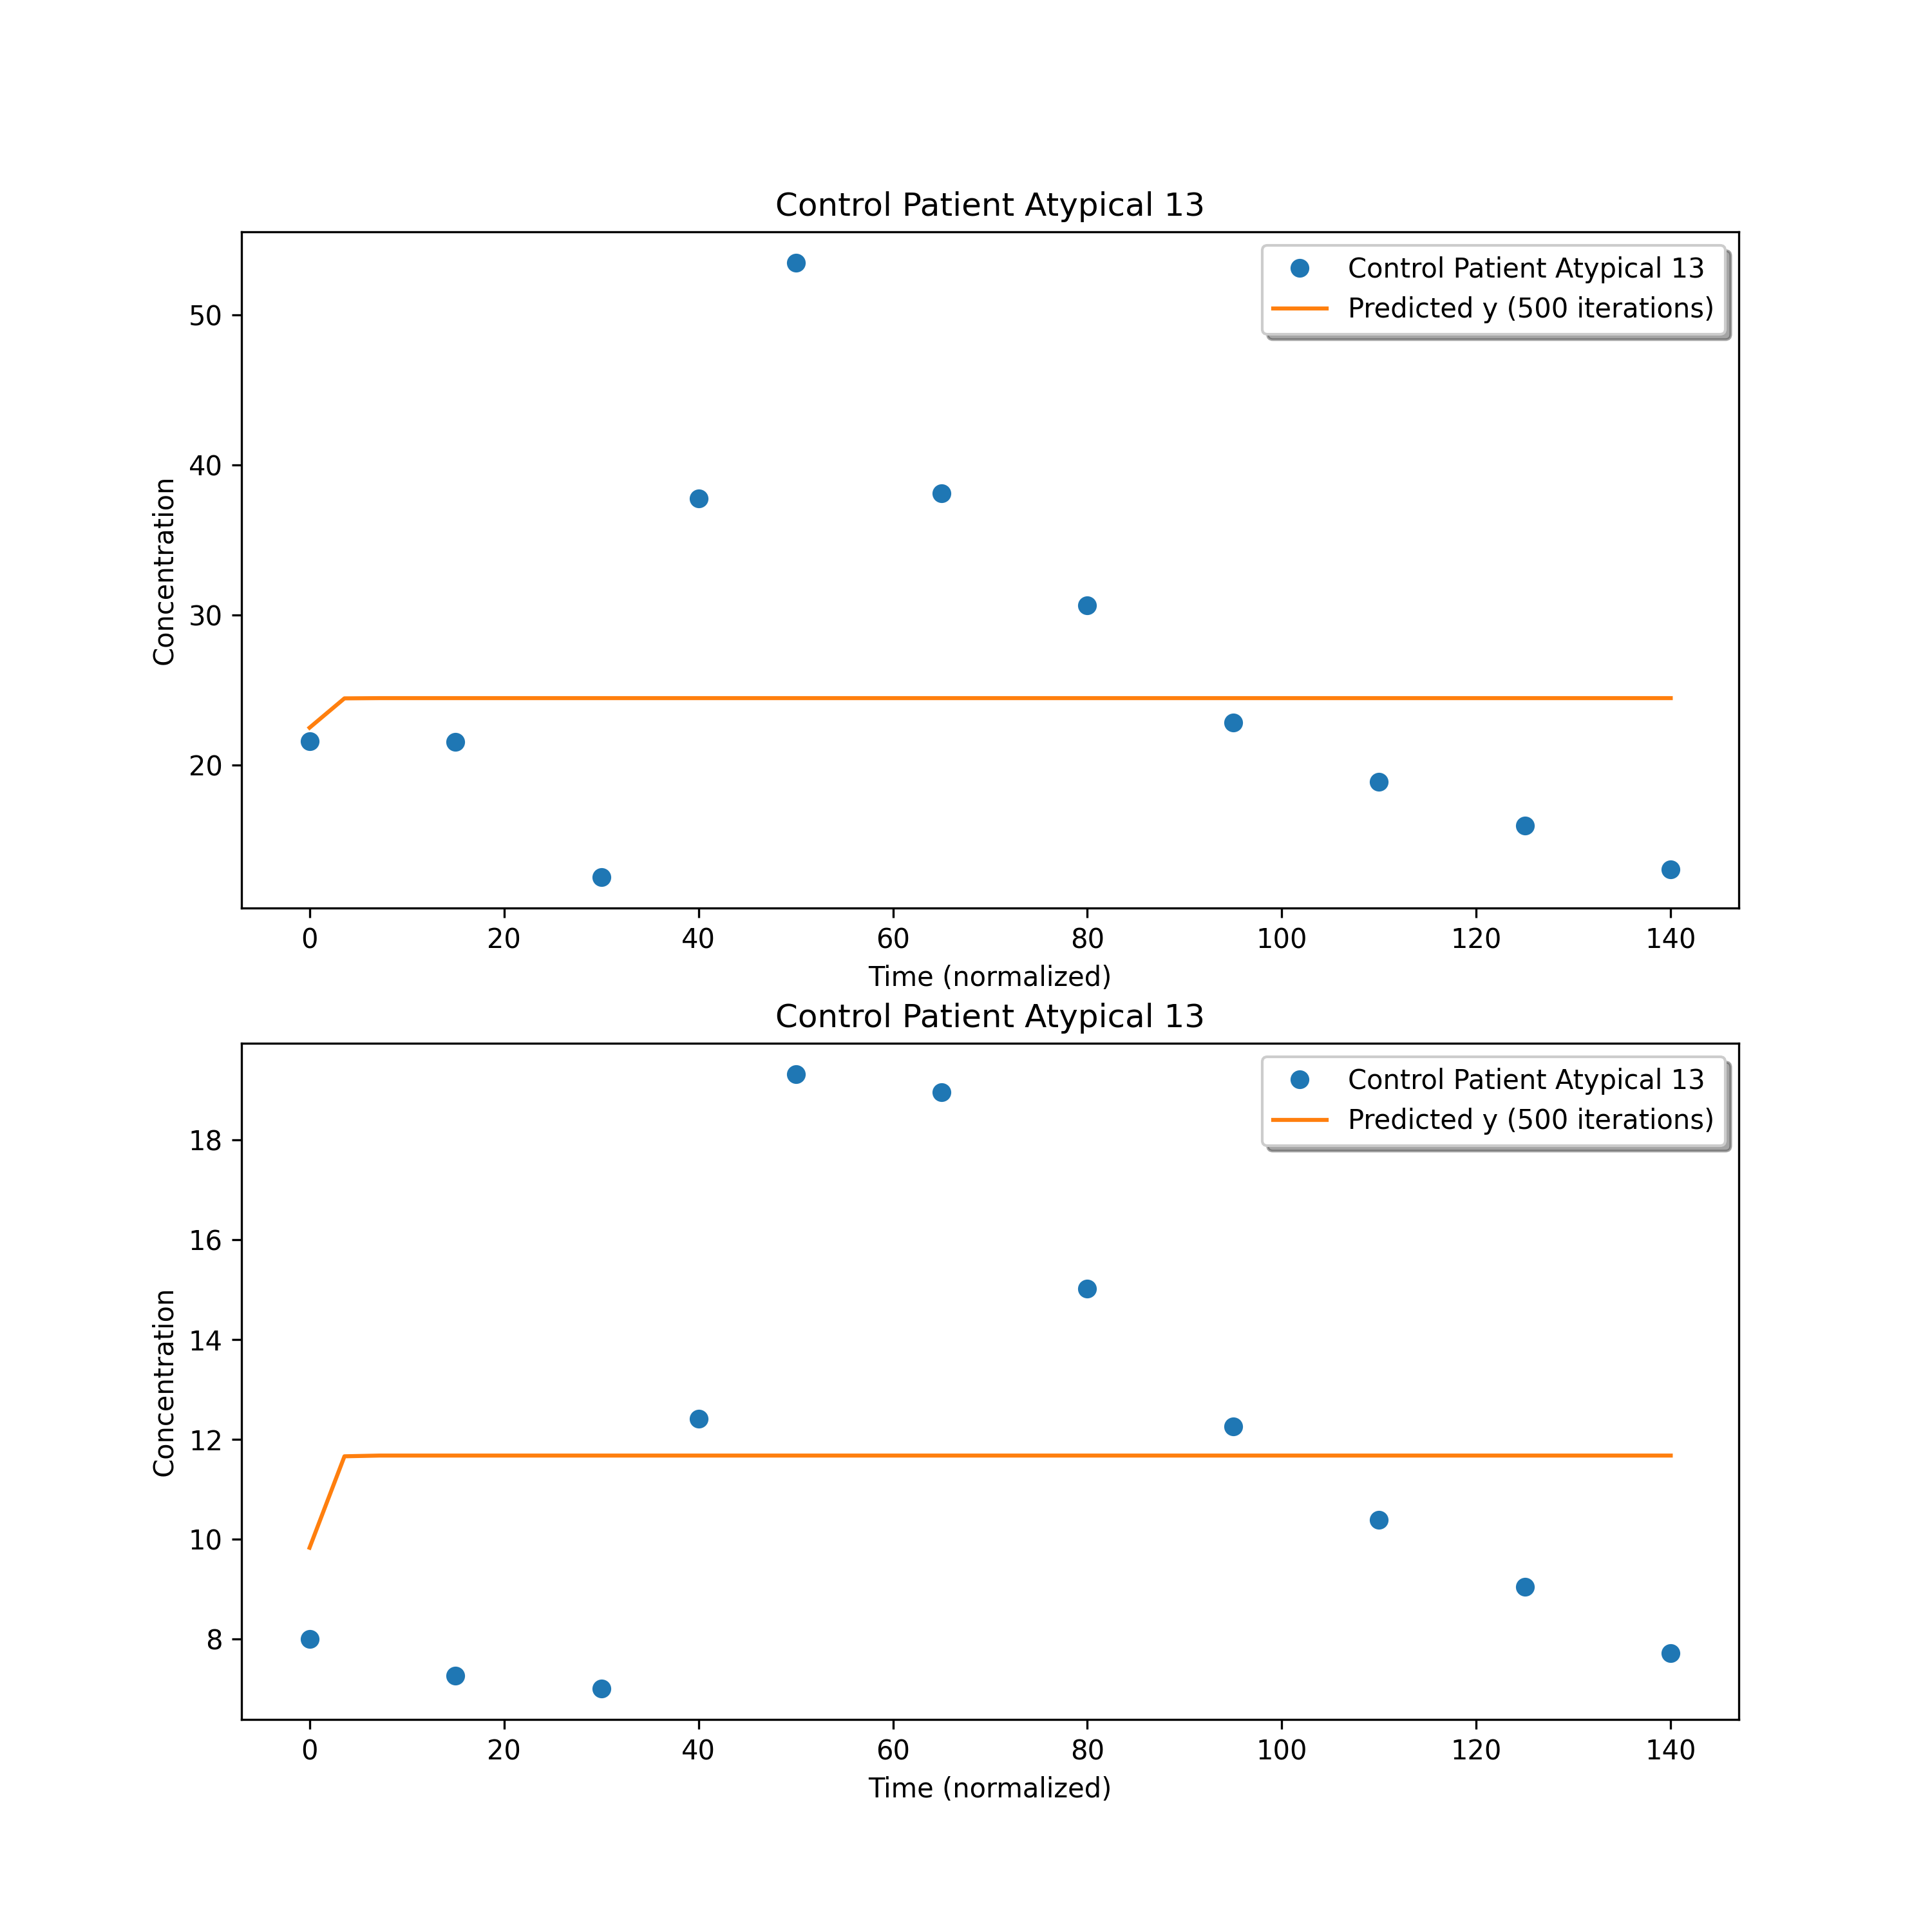 Control Patient Atypical 13
Control Patient Atypical 13
Predicted y (500 iterations)
50
40
30
20
Concentration
0 20 40 60 80 100 120 140
Time (normalized)
Control Patient Atypical 13
Control Patient Atypical 13
Predicted y (500 iterations)
18
16
14
12
10
8
Concentration
0 20 40 60 80 100 120 140
Time (normalized)